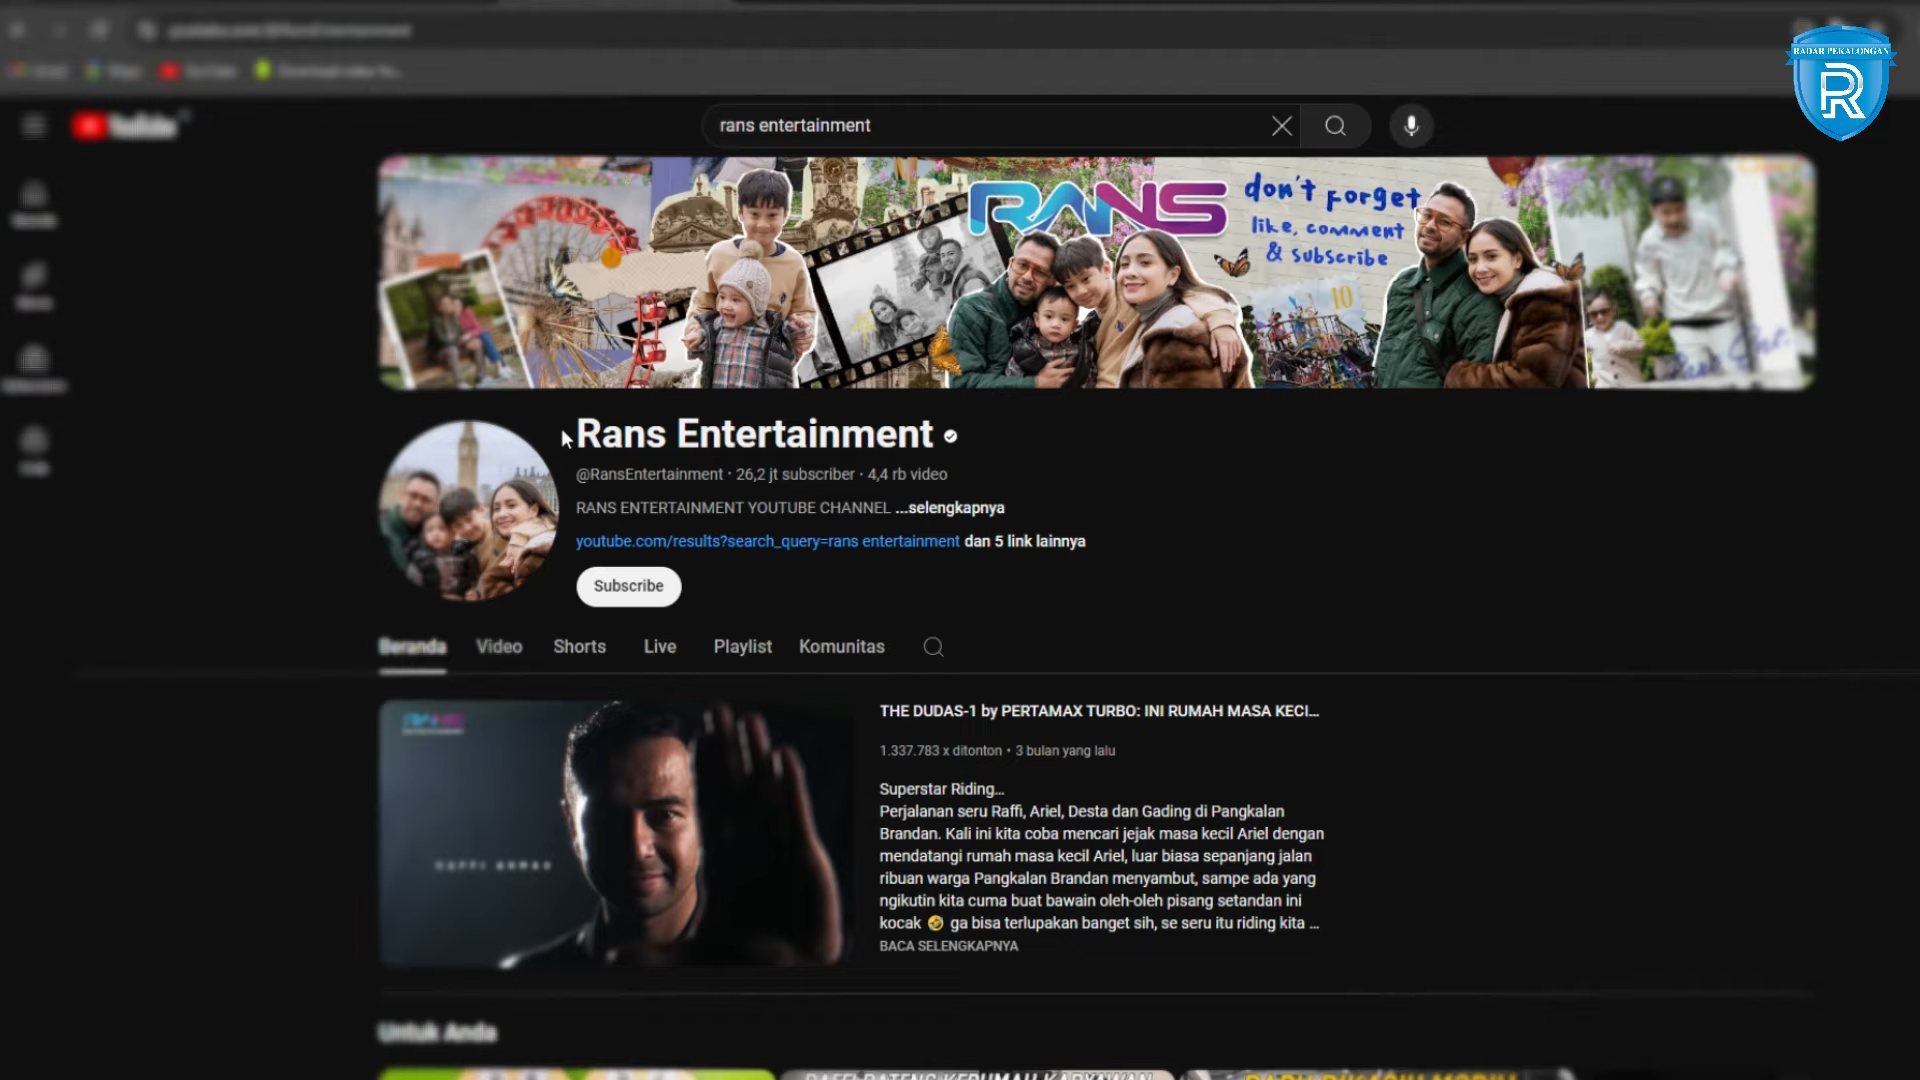 RADAR PEKALONGAN
R
YouTube
rans entertainment
RANS
don't forget
like, comment
& subscribe
10
Rans Entertainment
@RansEntertainment · 26,2 jt subscriber · 4,4 rb video
RANS ENTERTAINMENT YOUTUBE CHANNEL ...selengkapnya
youtube.com/results?search_query=rans entertainment dan 5 link lainnya
Subscribe
Beranda Video Shorts Live Playlist Komunitas
THE DUDAS-1 by PERTAMAX TURBO: INI RUMAH MASA KECI...
1.337.783 x ditonton • 3 bulan yang lalu
Superstar Riding...
Perjalanan seru Raffi, Ariel, Desta dan Gading di Pangkalan
Brandan. Kali ini kita coba mencari jejak masa kecil Ariel dengan
mendatangi rumah masa kecil Ariel, luar biasa sepanjang jalan
ribuan warga Pangkalan Brandan menyambut, sampe ada yang
ngikutin kita cuma buat bawain oleh-oleh pisang setandan ini
kocak 🤣 ga bisa terlupakan banget sih, se seru itu riding kita ...
BACA SELENGKAPNYA
RAFFI AHMAD
Untuk Anda